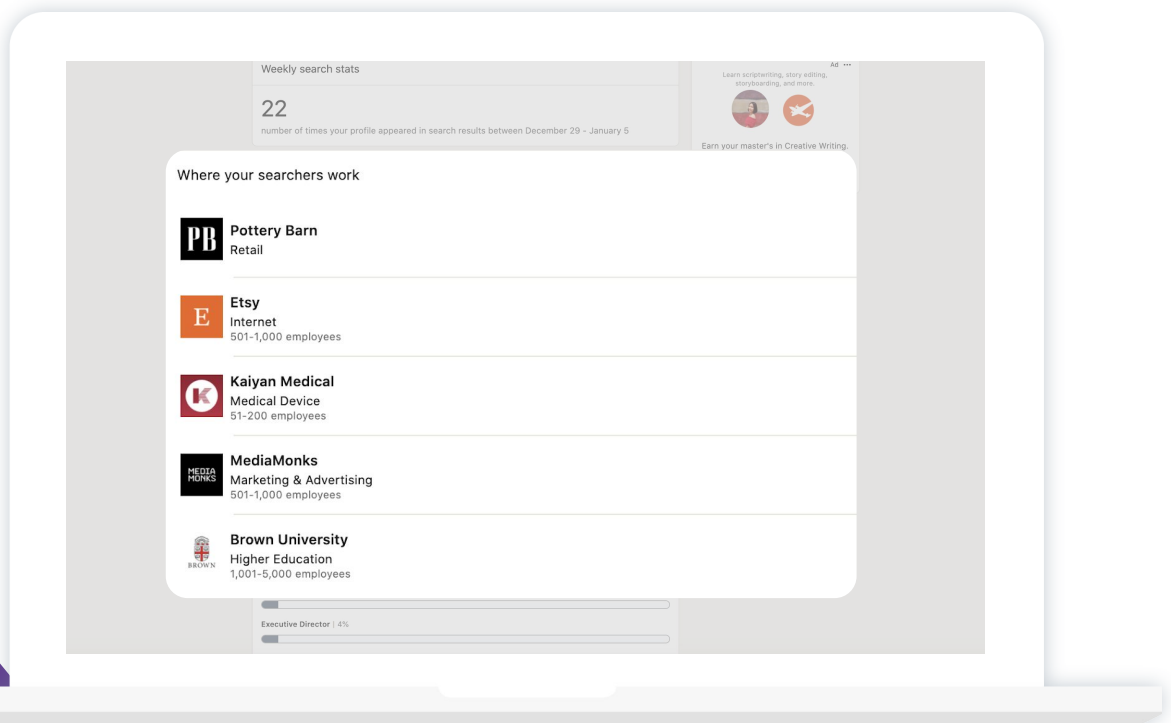 Weekly search stats
22
number of times your profile appeared in search results between December 29 - January 5
Ad ···
Learn scriptwriting, story editing,
storyboarding, and more.
Earn your master's in Creative Writing.
Where your searchers work
PB
Pottery Barn
Retail
E
Etsy
Internet
501-1,000 employees
K
Kaiyan Medical
Medical Device
51-200 employees
MEDIA
MONKS
MediaMonks
Marketing & Advertising
501-1,000 employees
BROWN
Brown University
Higher Education
1,001-5,000 employees
Executive Director | 4%